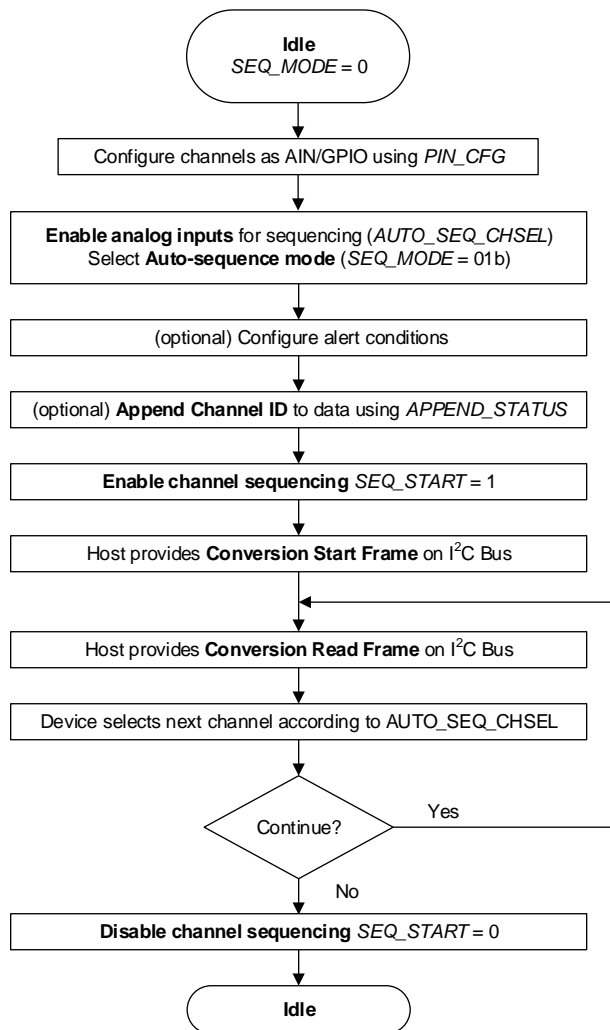 Idle
SEQ_MODE = 0
Configure channels as AIN/GPIO using PIN_CFG
Enable analog inputs for sequencing (AUTO_SEQ_CHSEL)
Select Auto-sequence mode (SEQ_MODE = 01b)
(optional) Configure alert conditions
(optional) Append Channel ID to data using APPEND_STATUS
Enable channel sequencing SEQ_START = 1
Host provides Conversion Start Frame on I²C Bus
Host provides Conversion Read Frame on I²C Bus
Device selects next channel according to AUTO_SEQ_CHSEL
Continue?
Yes
No
Disable channel sequencing SEQ_START = 0
Idle